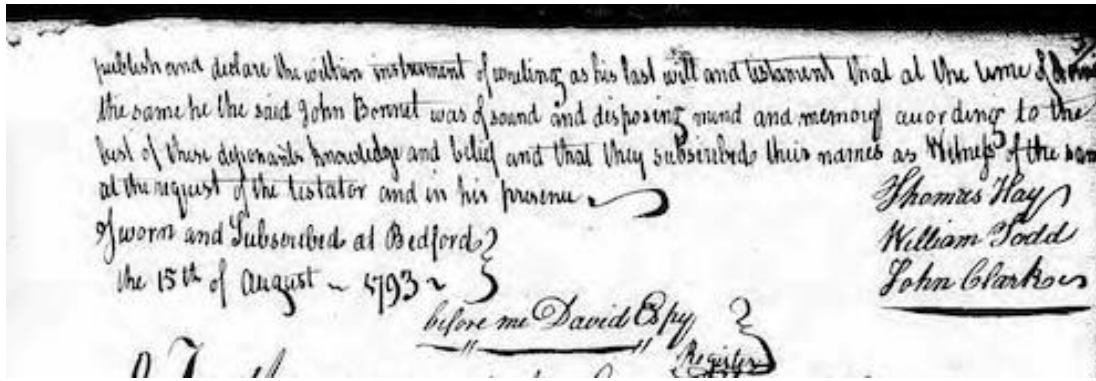 publish and declare the within instrument of writing as his last will and testament that at the time of doing
the same he the said John Bonnet was of sound and disposing mind and memory according to the
best of these deponants knowledge and belief and that they subscribed their names as Witness of the same
at the request of the testator and in his presence
Thomas Hay
Sworn and Subscribed at Bedford
William Todd
the 15th of August 1793
John Clark
before me David Espy
Register